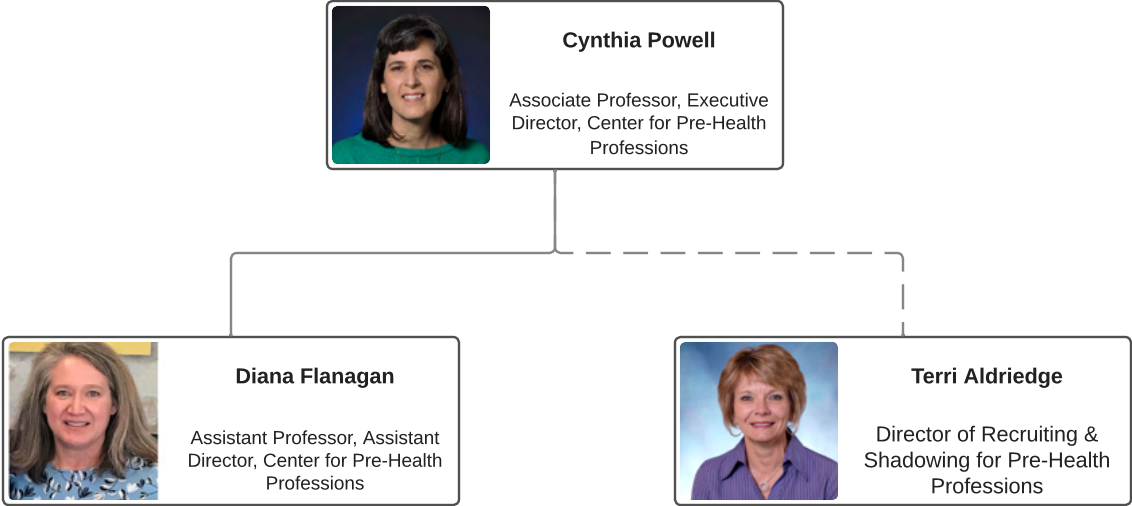 Cynthia Powell
Associate Professor, Executive
Director, Center for Pre-Health
Professions
Diana Flanagan
Assistant Professor, Assistant
Director, Center for Pre-Health
Professions
Terri Aldriedge
Director of Recruiting &
Shadowing for Pre-Health
Professions